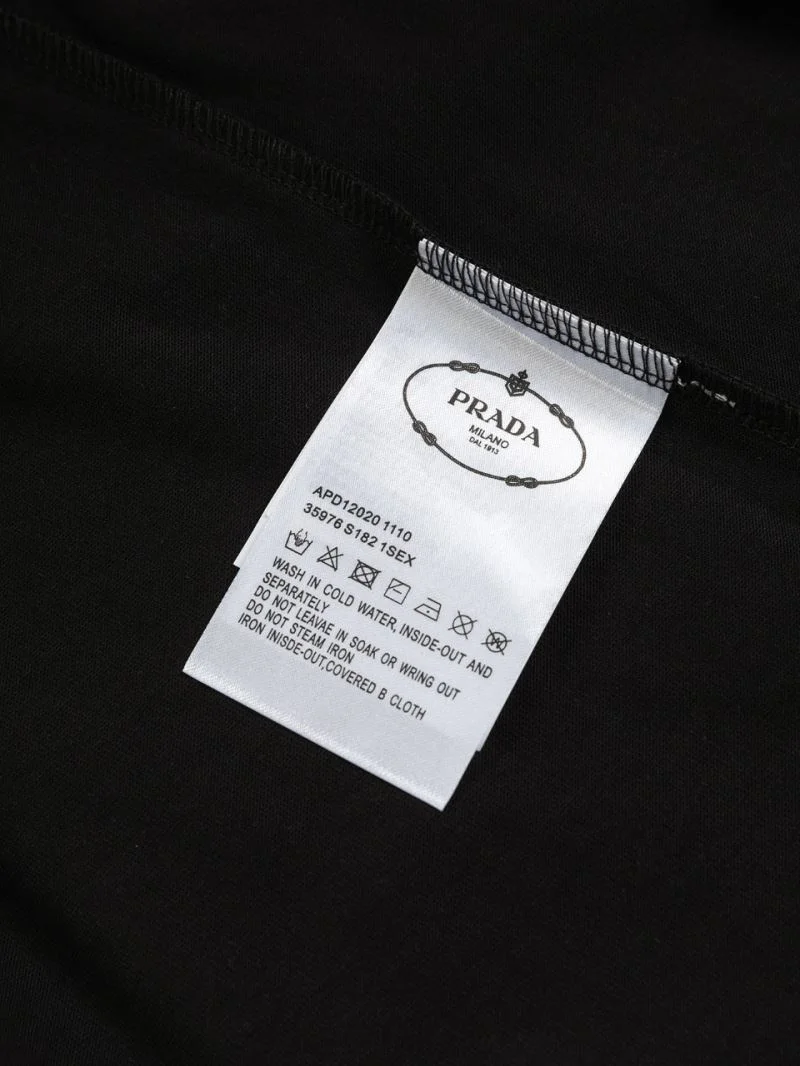 PRADA
MILANO
DAL 1913
APD12020 1110
35976 S182 1SEX
WASH IN COLD WATER, INSIDE-OUT AND
SEPARATELY
DO NOT LEAVAE IN SOAK OR WRING OUT
DO NOT STEAM IRON
IRON INISDE-OUT,COVERED B CLOTH